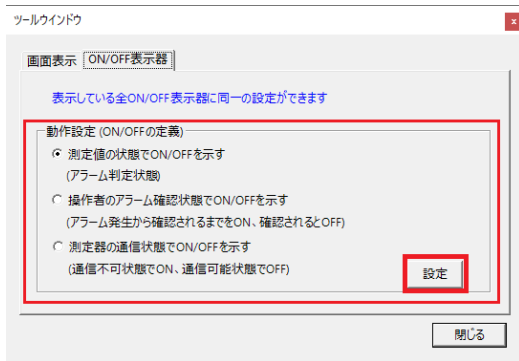 ツールウインドウ
x
画面表示 ON/OFF表示器
表示している全ON/OFF表示器に同一の設定ができます
動作設定 (ON/OFFの定義)
測定値の状態でON/OFFを示す
(アラーム判定状態)
操作者のアラーム確認状態でON/OFFを示す
(アラーム発生から確認されるまでをON、確認されるとOFF)
測定器の通信状態でON/OFFを示す
(通信不可状態でON、通信可能状態でOFF)
設定
閉じる